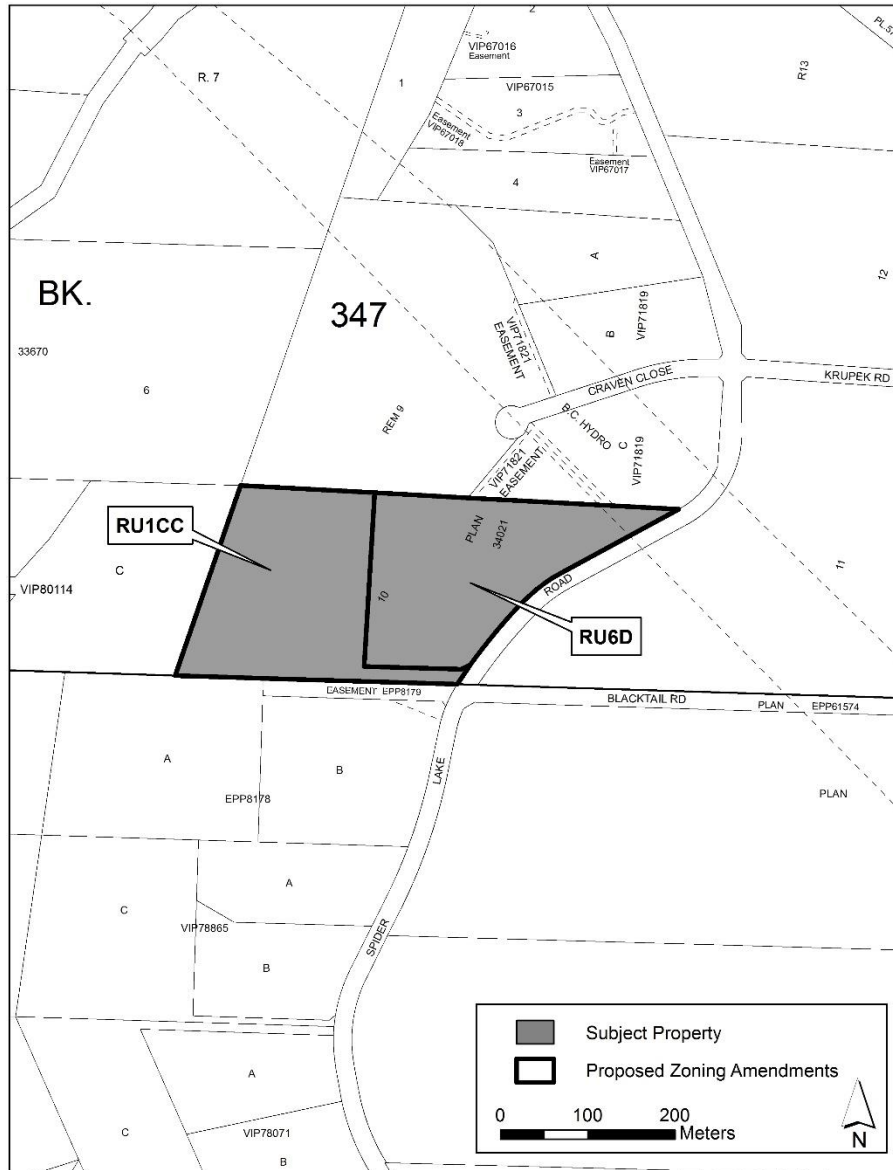 2
PL.57
VIP67016
Easement
R. 7
R13
1
VIP67015
3
Easement
VIP67018
Easement
VIP67017
4
A
12
BK.
347
VIP71821
EASEMENT
B
VIP71819
33670
CRAVEN CLOSE
KRUPEK RD
6
REM 9
B.C. HYDRO
C
VIP71819
VIP71821
EASEMENT
RU1CC
PLAN
34021
C
11
VIP80114
10
ROAD
RU6D
EASEMENT EPP8179
BLACKTAIL RD
PLAN EPP61574
A
B
LAKE
EPP8178
PLAN
A
C
VIP78865
SPIDER
B
Subject Property
Proposed Zoning Amendments
A
0 100 200
Meters
N
C
VIP78071
B